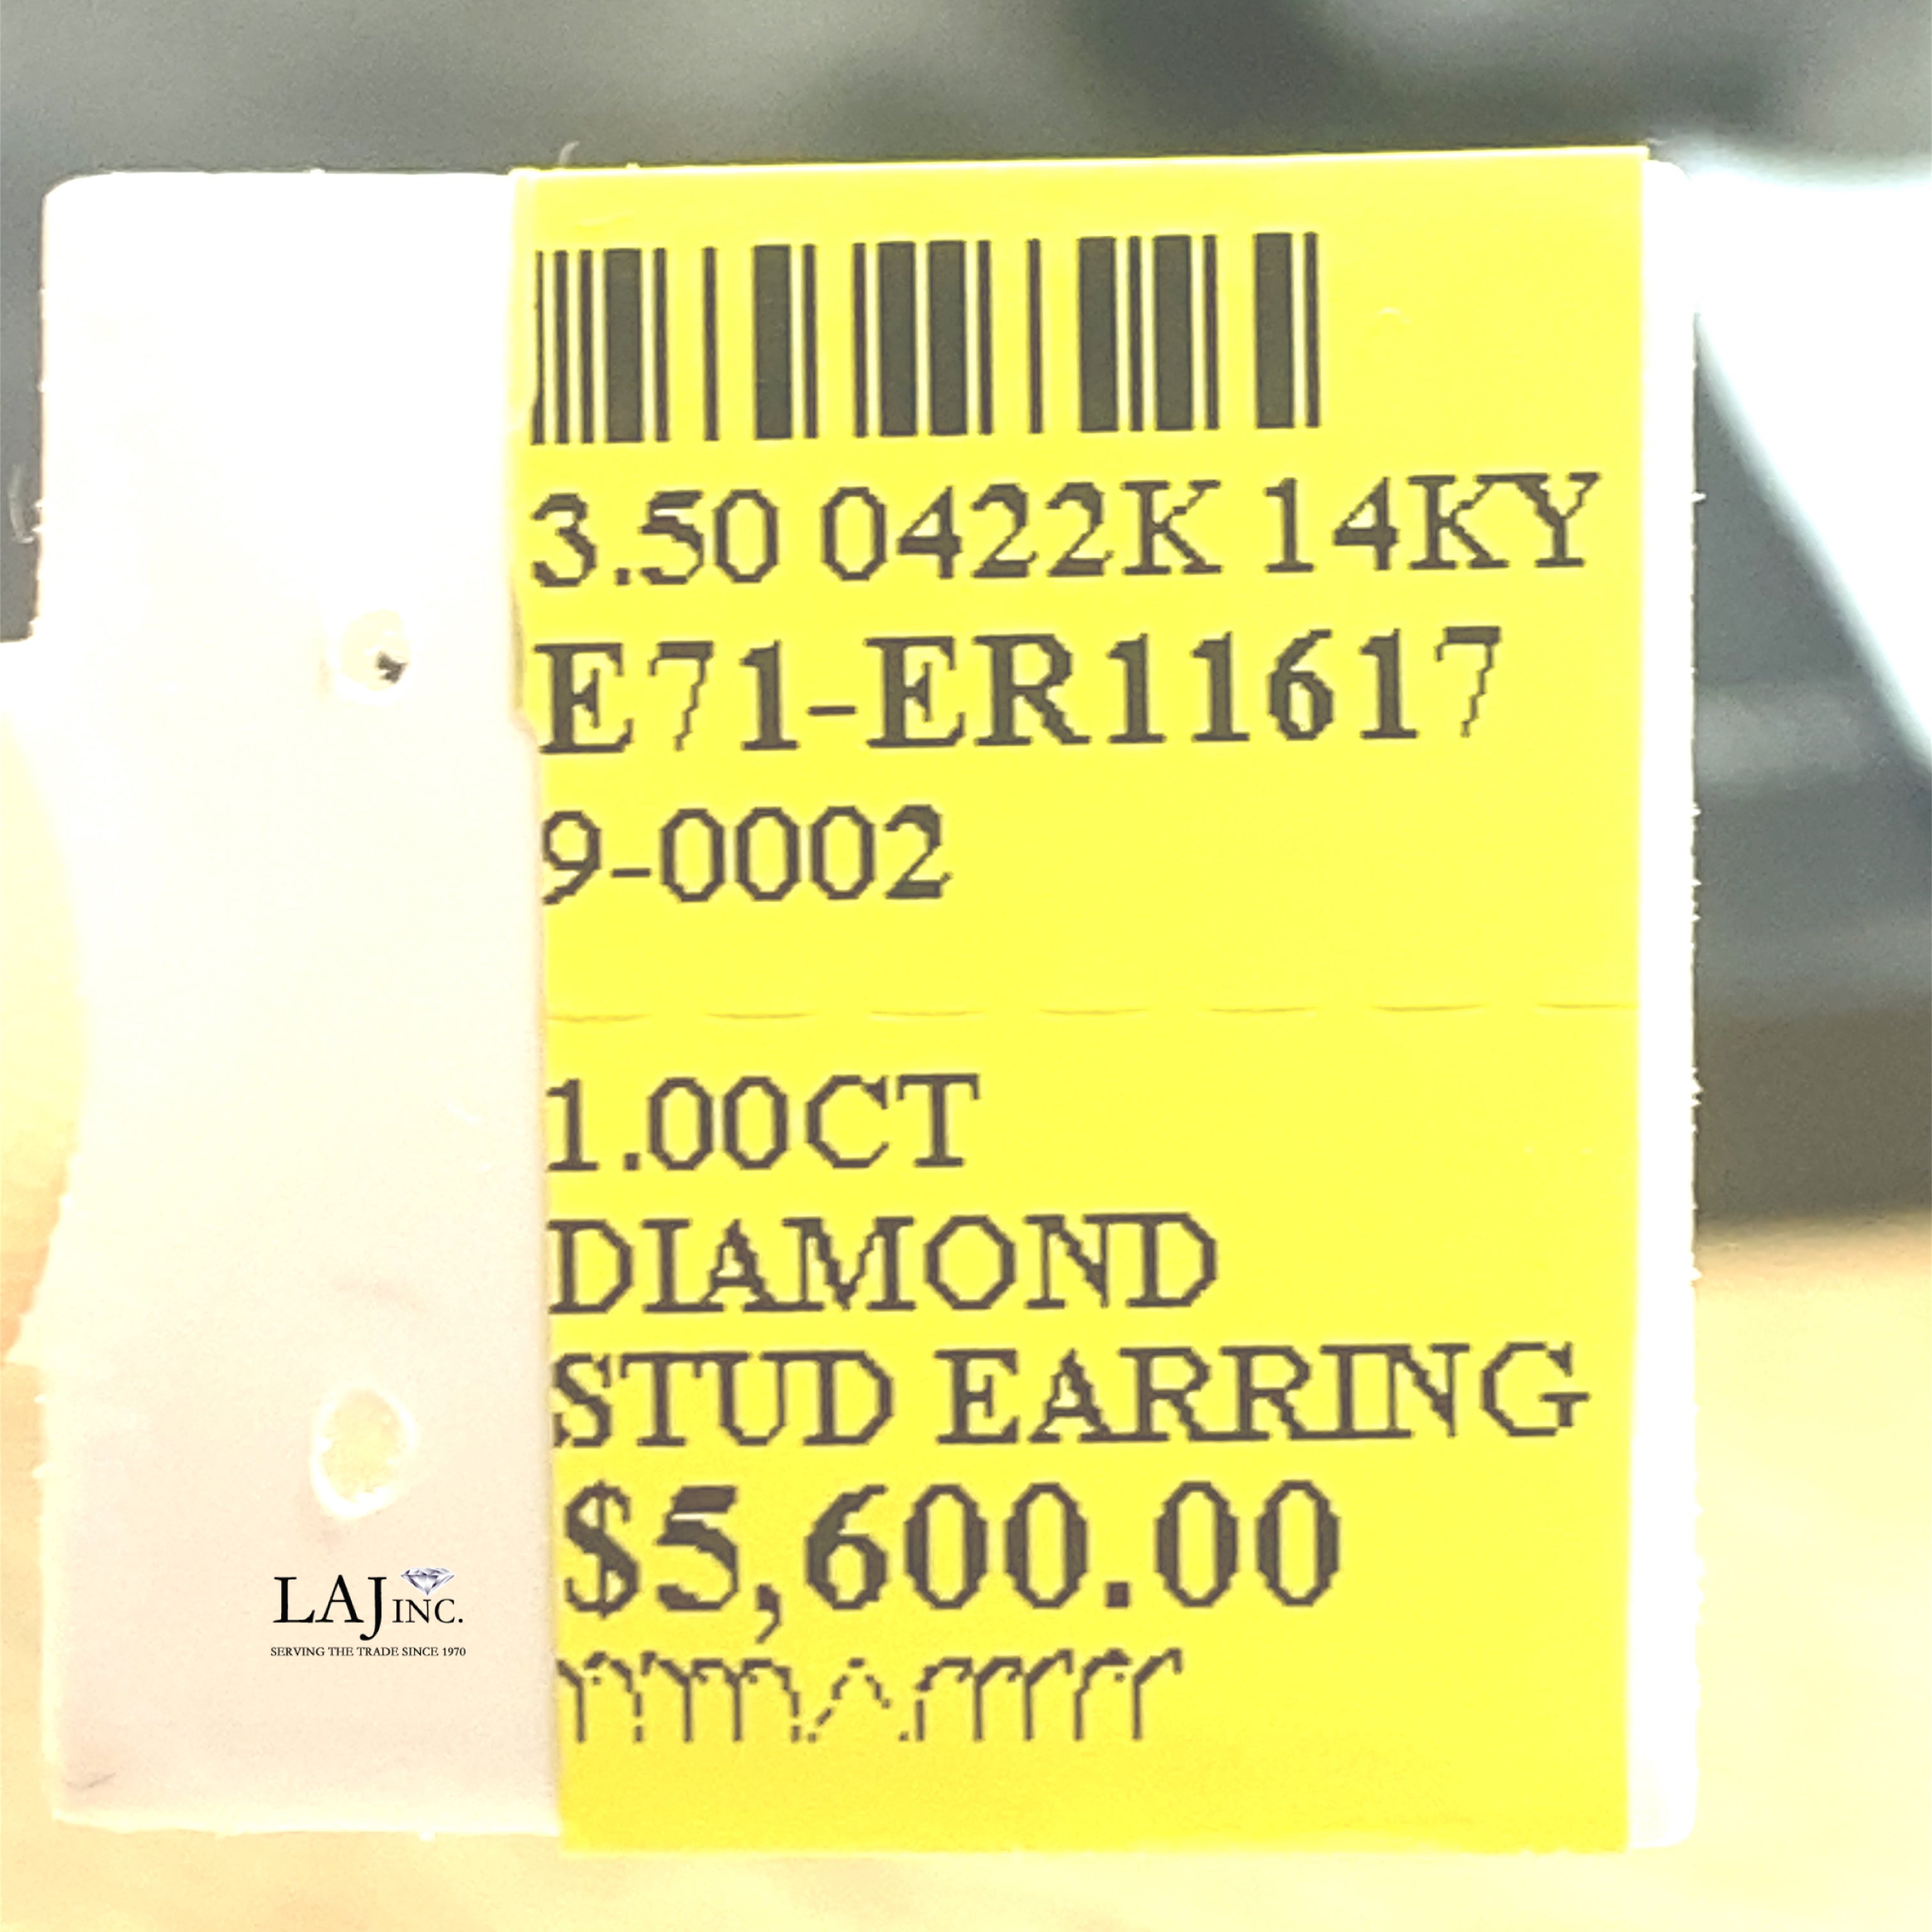 3.50 0422K 14KY
E71-ER11617
9-0002
1.00CT
DIAMOND
STUD EARRING
$5,600.00
LAJ INC.
SERVING THE TRADE SINCE 1970